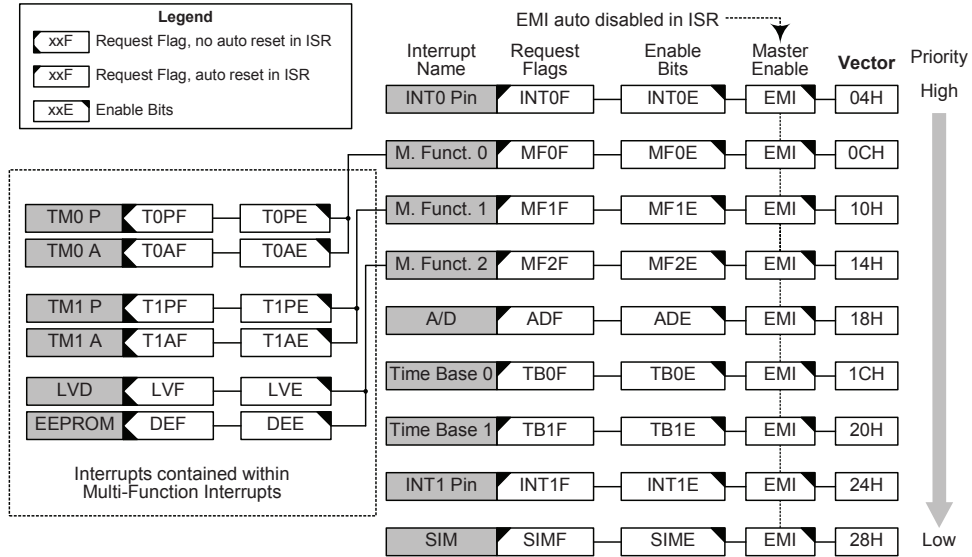 Legend
xxF Request Flag, no auto reset in ISR
xxF Request Flag, auto reset in ISR
xxE Enable Bits
EMI auto disabled in ISR
Interrupt Name Request Flags Enable Bits Master Enable Vector Priority
INT0 Pin INT0F INT0E EMI 04H High
M. Funct. 0 MF0F MF0E EMI 0CH
M. Funct. 1 MF1F MF1E EMI 10H
M. Funct. 2 MF2F MF2E EMI 14H
A/D ADF ADE EMI 18H
Time Base 0 TB0F TB0E EMI 1CH
Time Base 1 TB1F TB1E EMI 20H
INT1 Pin INT1F INT1E EMI 24H
SIM SIMF SIME EMI 28H Low
TM0 P T0PF T0PE
TM0 A T0AF T0AE
TM1 P T1PF T1PE
TM1 A T1AF T1AE
LVD LVF LVE
EEPROM DEF DEE
Interrupts contained within
Multi-Function Interrupts